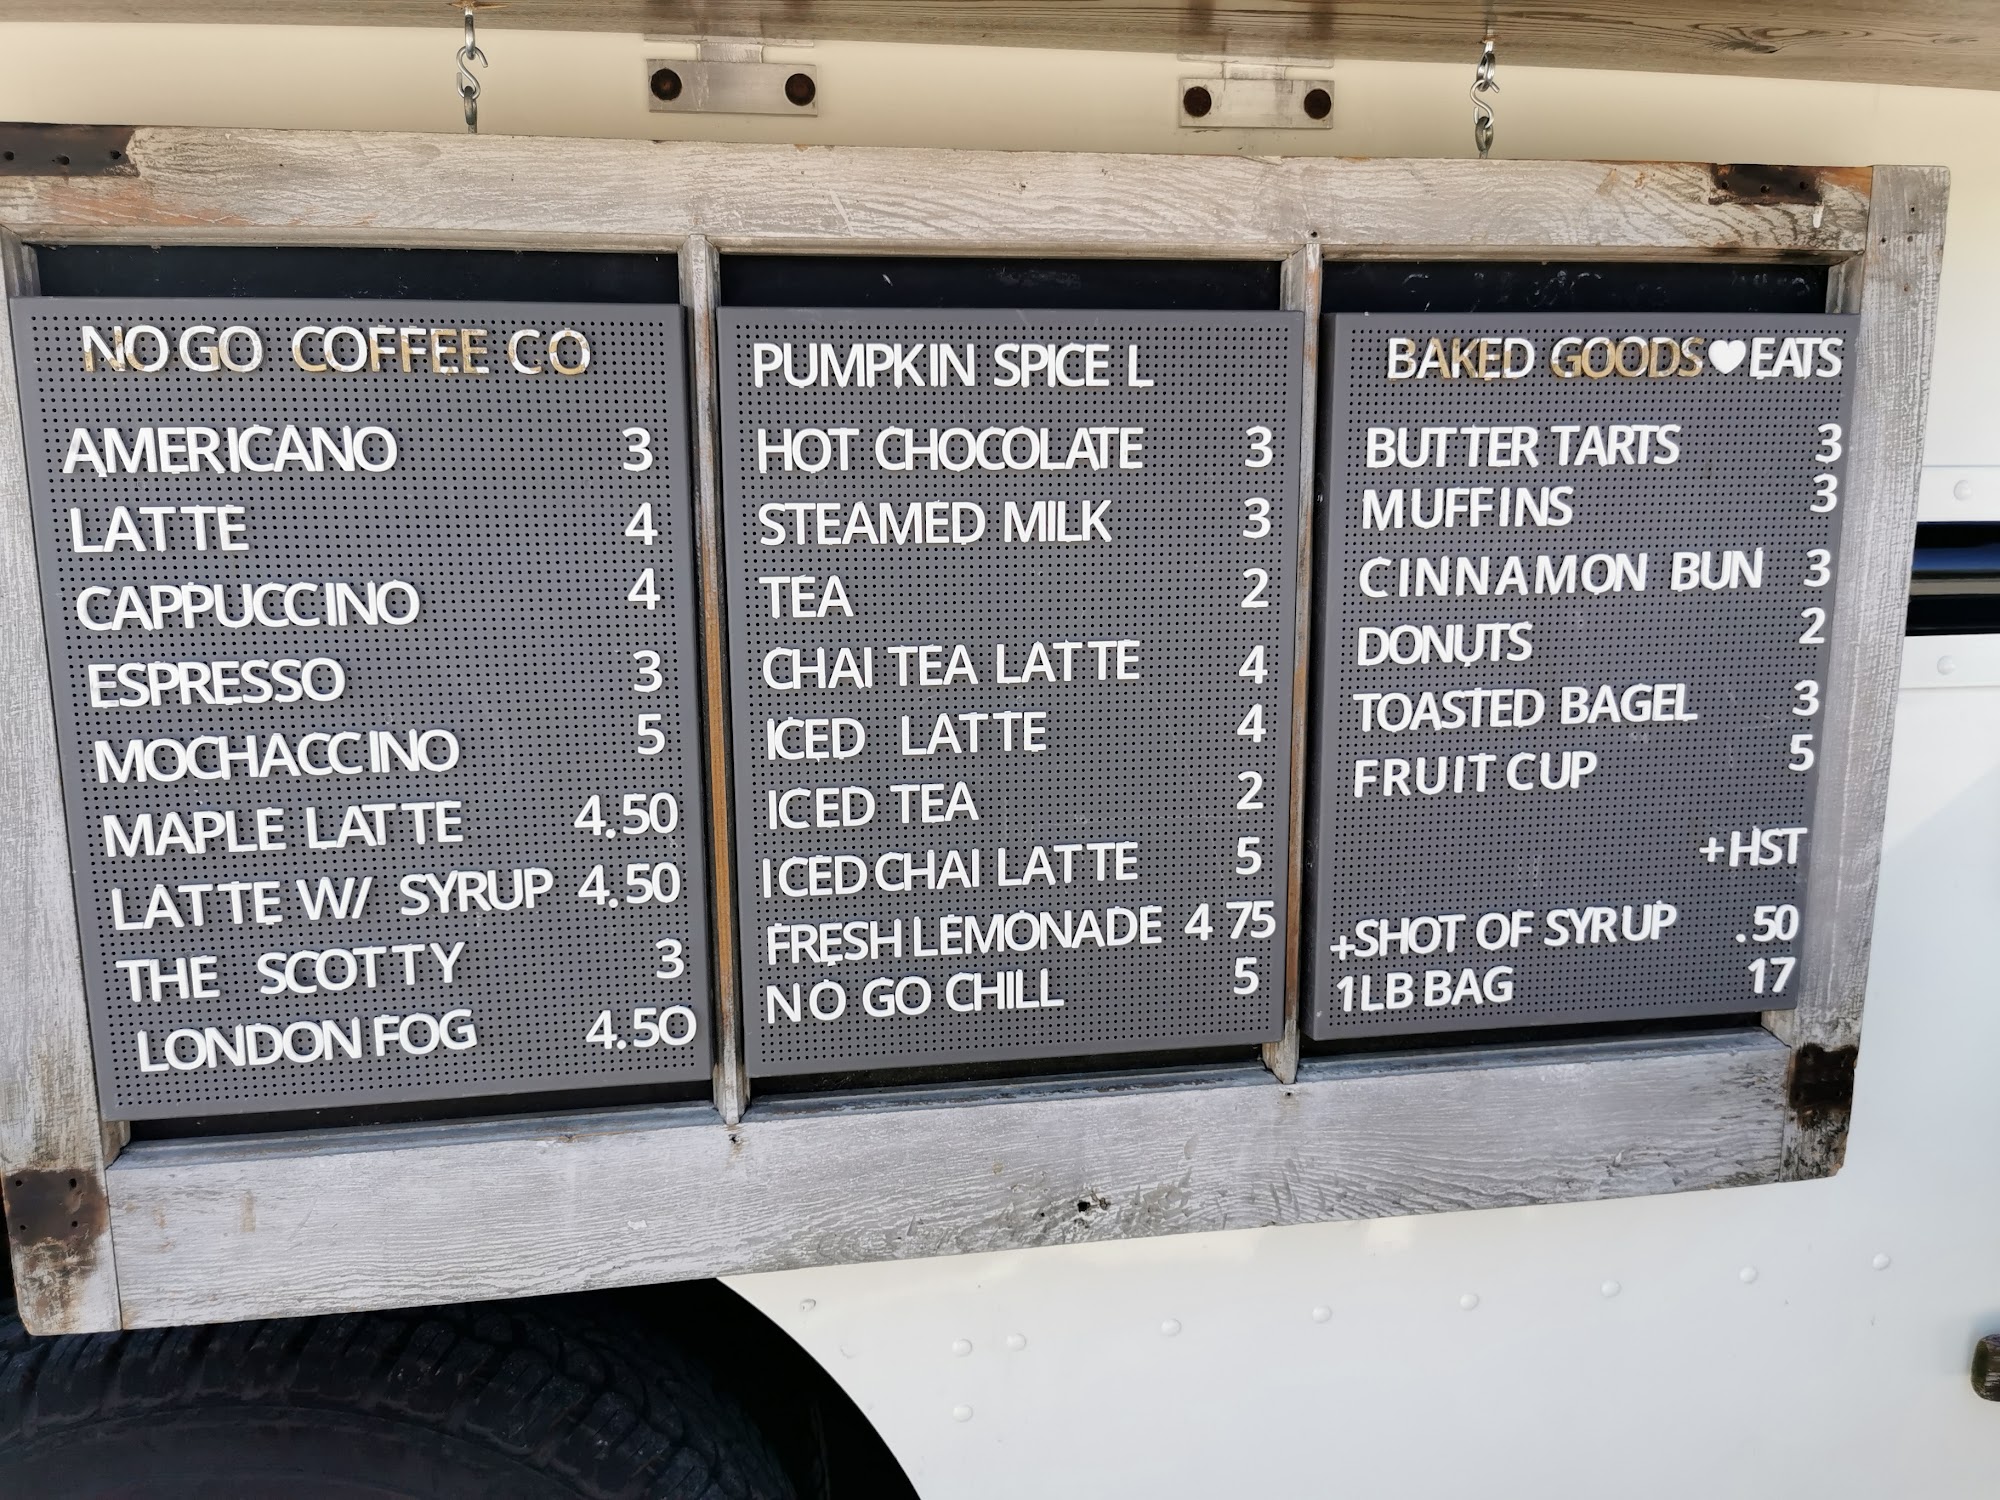 NO GO COFFEE CO
AMERICANO 3
LATTE 4
CAPPUCCINO 4
ESPRESSO 3
MOCHACCINO 5
MAPLE LATTE 4.50
LATTE W/ SYRUP 4.50
THE SCOTTY 3
LONDON FOG 4.50
PUMPKIN SPICE L
HOT CHOCOLATE 3
STEAMED MILK 3
TEA 2
CHAI TEA LATTE 4
ICED LATTE 4
ICED TEA 2
ICED CHAI LATTE 5
FRESH LEMONADE 4 75
NO GO CHILL 5
BAKED GOODS ♥ EATS
BUTTER TARTS 3
MUFFINS 3
CINNAMON BUN 3
DONUTS 2
TOASTED BAGEL 3
FRUIT CUP 5
+HST
+SHOT OF SYRUP .50
1LB BAG 17